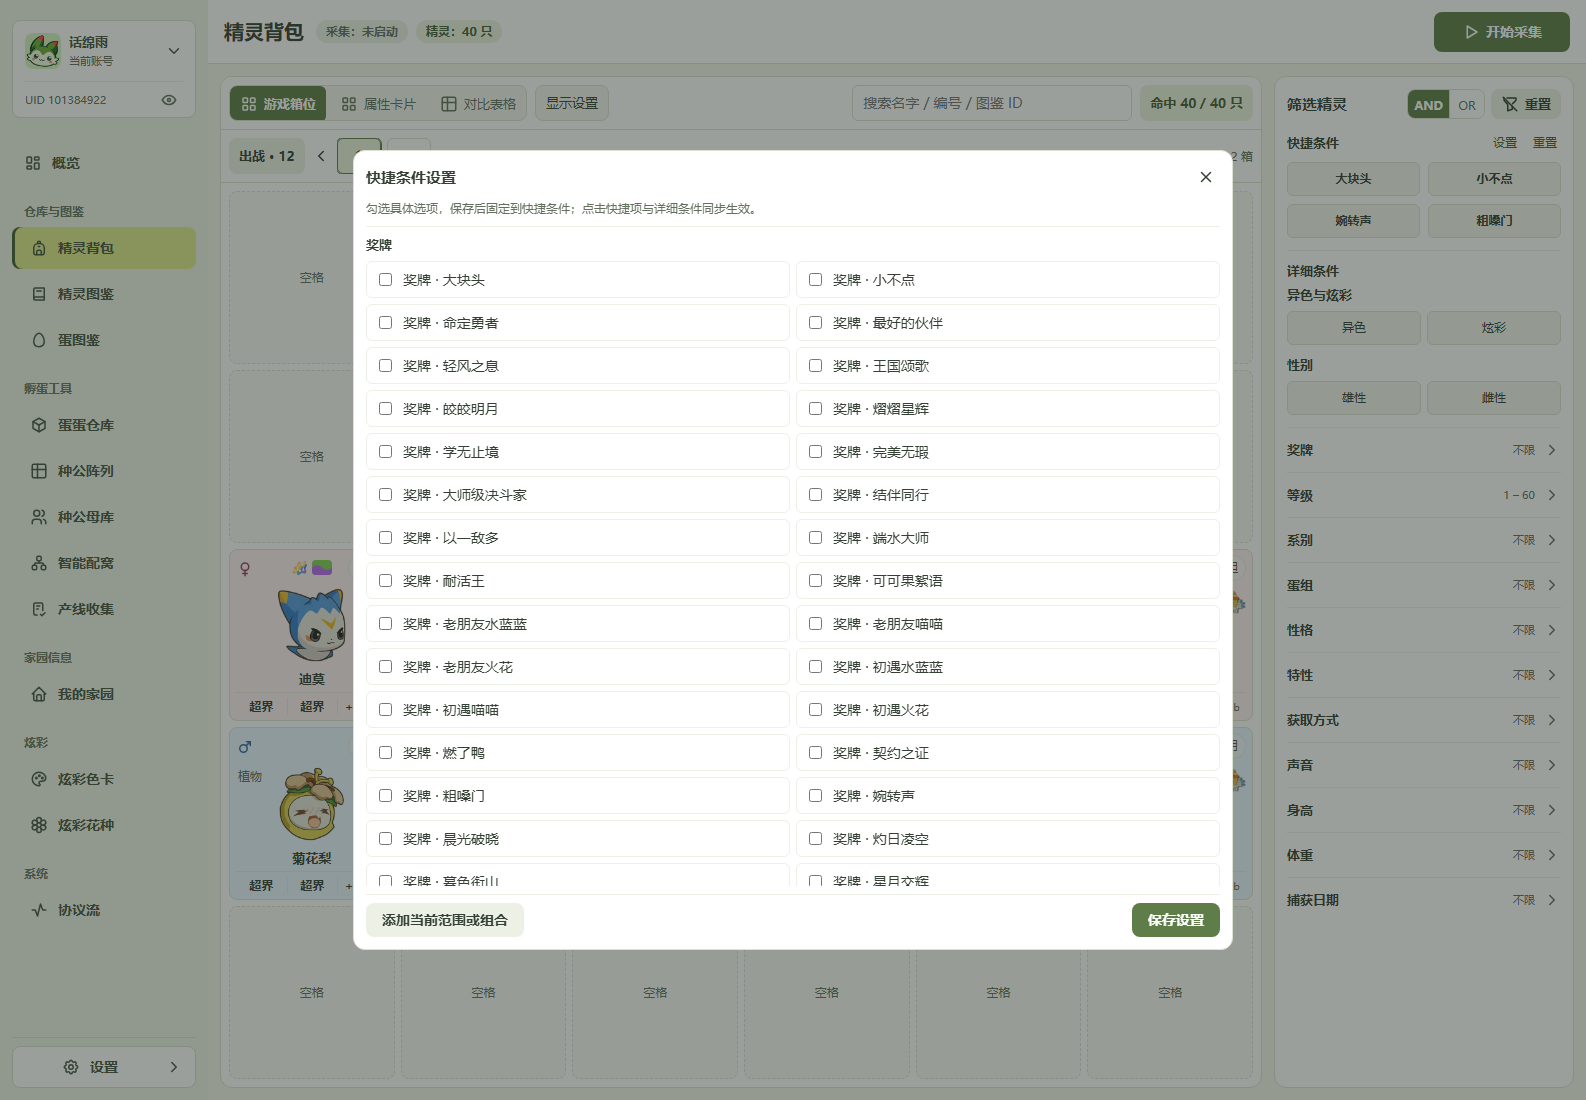 话绵雨
当前账号
UID 101384922
概览
仓库与图鉴
精灵背包
精灵图鉴
蛋图鉴
孵蛋工具
蛋蛋仓库
种公阵列
种公母库
智能配窝
产线收集
家园信息
我的家园
炫彩
炫彩色卡
炫彩花种
系统
协议流
设置
精灵背包
采集：未启动
精灵：40 只
开始采集
游戏箱位
属性卡片
对比表格
显示设置
搜索名字 / 编号 / 图鉴 ID
命中 40 / 40 只
出战 • 12
2 箱
空格
空格
迪莫
超界 超界 +
植物
菊花梨
超界 超界 +
空格 空格 空格 空格 空格 空格
快捷条件设置
勾选具体选项，保存后固定到快捷条件；点击快捷项与详细条件同步生效。
奖牌
奖牌 · 大块头
奖牌 · 小不点
奖牌 · 命定勇者
奖牌 · 最好的伙伴
奖牌 · 轻风之息
奖牌 · 王国颂歌
奖牌 · 皎皎明月
奖牌 · 熠熠星辉
奖牌 · 学无止境
奖牌 · 完美无瑕
奖牌 · 大师级决斗家
奖牌 · 结伴同行
奖牌 · 以一敌多
奖牌 · 端水大师
奖牌 · 耐活王
奖牌 · 可可果絮语
奖牌 · 老朋友水蓝蓝
奖牌 · 老朋友喵喵
奖牌 · 老朋友火花
奖牌 · 初遇水蓝蓝
奖牌 · 初遇喵喵
奖牌 · 初遇火花
奖牌 · 燃了鸭
奖牌 · 契约之证
奖牌 · 粗嗓门
奖牌 · 婉转声
奖牌 · 晨光破晓
奖牌 · 灼日凌空
奖牌 · 暮色衔山
奖牌 · 星月交辉
添加当前范围或组合
保存设置
筛选精灵
AND OR
重置
快捷条件
设置 重置
大块头 小不点
婉转声 粗嗓门
详细条件
异色与炫彩
异色 炫彩
性别
雄性 雌性
奖牌 不限
等级 1 – 60
系别 不限
蛋组 不限
性格 不限
特性 不限
获取方式 不限
声音 不限
身高 不限
体重 不限
捕获日期 不限